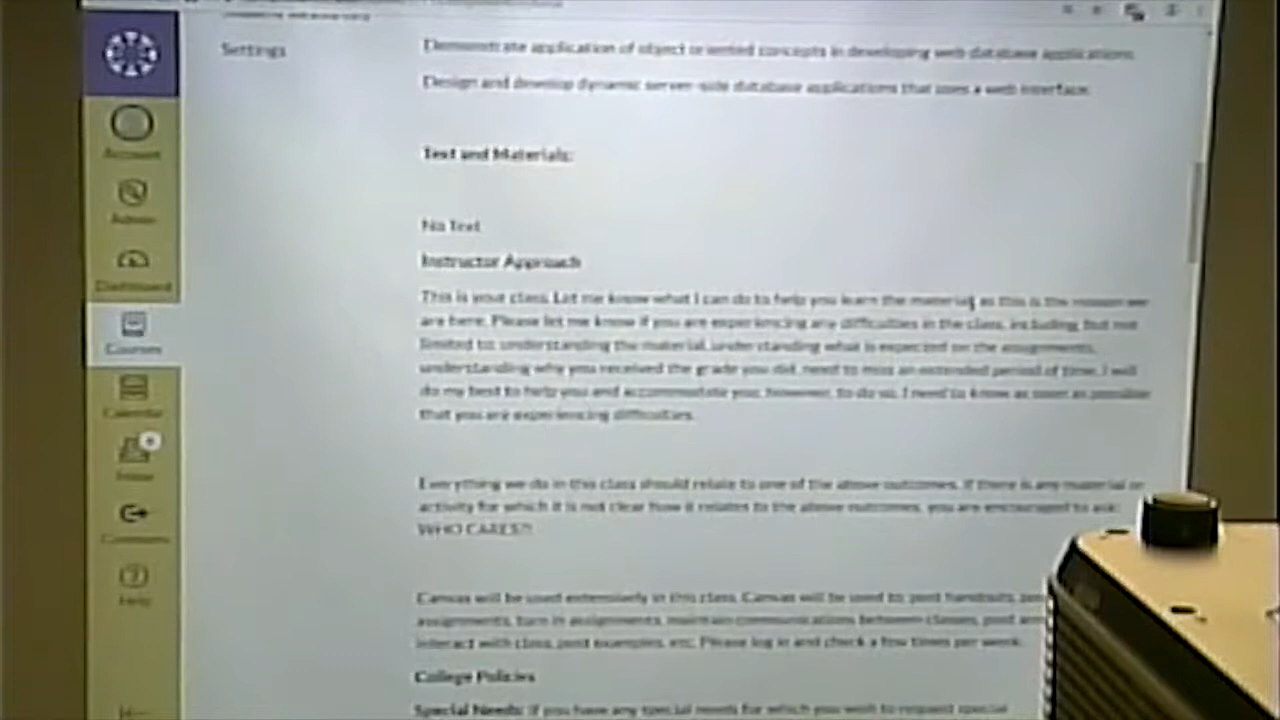 Settings
Account
Admin
Dashboard
Courses
Calendar
Inbox
Commons
Help
Demonstrate application of object oriented concepts in developing web database applications.
Design and develop dynamic server-side database applications that uses a web interface.
Text and Materials:
No Text
Instructor Approach
This is your class. Let me know what I can do to help you learn the material, as this is the reason we
are here. Please let me know if you are experiencing any difficulties in the class, including, but not
limited to: understanding the material, understanding what is expected on the assignments,
understanding why you received the grade you did, need to miss an extended period of time. I will
do my best to help you and accommodate you, however, to do so, I need to know as soon as possible
that you are experiencing difficulties.
Everything we do in this class should relate to one of the above outcomes. If there is any material or
activity for which it is not clear how it relates to the above outcomes, you are encouraged to ask:
WHO CARES?!
Canvas will be used extensively in this class. Canvas will be used to: post handouts,
assignments, turn in assignments, maintain communications between classes, post
interact with class, post examples, etc. Please log in and check a few times per week.
College Policies
Special Needs: If you have any special needs for which you wish to request special